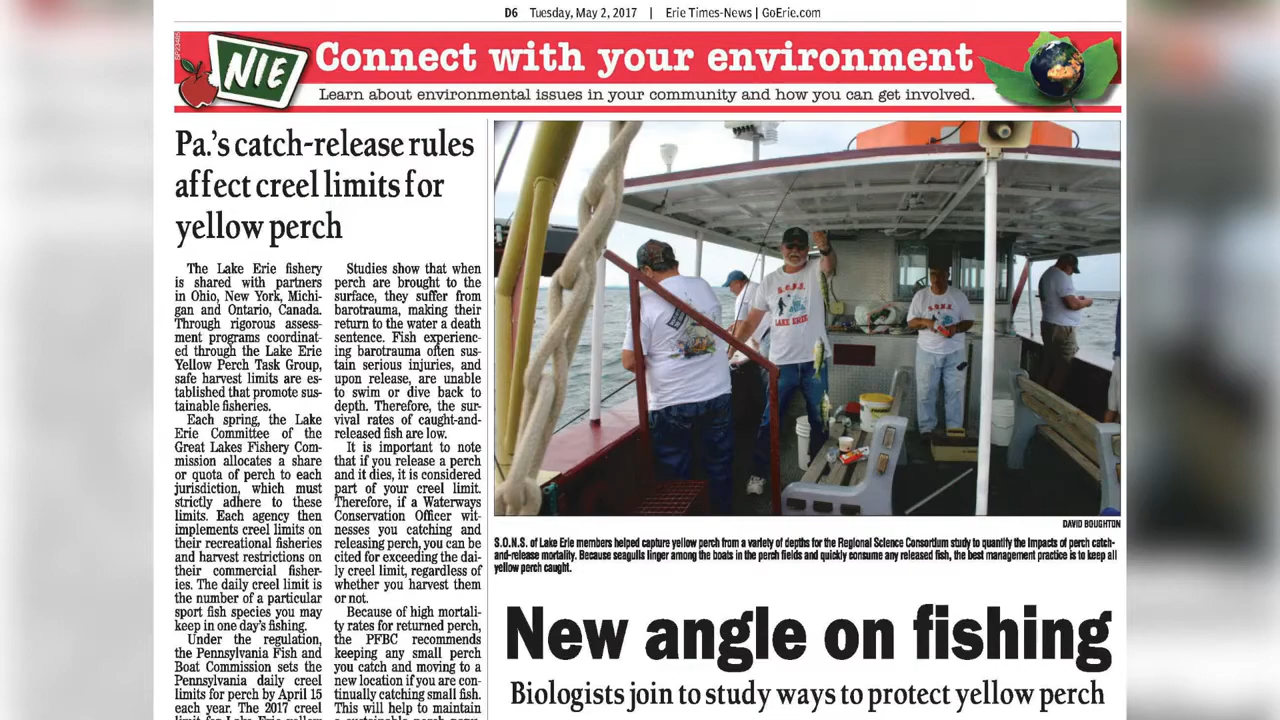 D6 Tuesday, May 2, 2017 | Erie Times-News | GoErie.com
NIE
Connect with your environment
Learn about environmental issues in your community and how you can get involved.
Pa.'s catch-release rules
affect creel limits for
yellow perch
The Lake Erie fishery
is shared with partners
in Ohio, New York, Michi-
gan and Ontario, Canada.
Through rigorous assess-
ment programs coordinat-
ed through the Lake Erie
Yellow Perch Task Group,
safe harvest limits are es-
tablished that promote sus-
tainable fisheries.
Each spring, the Lake
Erie Committee of the
Great Lakes Fishery Com-
mission allocates a share
or quota of perch to each
jurisdiction, which must
strictly adhere to these
limits. Each agency then
implements creel limits on
their recreational fisheries
and harvest restrictions on
their commercial fisher-
ies. The daily creel limit is
the number of a particular
sport fish species you may
keep in one day's fishing.
Under the regulation,
the Pennsylvania Fish and
Boat Commission sets the
Pennsylvania daily creel
limits for perch by April 15
each year. The 2017 creel
limit for Lake Erie yellow
Studies show that when
perch are brought to the
surface, they suffer from
barotrauma, making their
return to the water a death
sentence. Fish experienc-
ing barotrauma often sus-
tain serious injuries, and
upon release, are unable
to swim or dive back to
depth. Therefore, the sur-
vival rates of caught-and-
released fish are low.
It is important to note
that if you release a perch
and it dies, it is considered
part of your creel limit.
Therefore, if a Waterways
Conservation Officer wit-
nesses you catching and
releasing perch, you can be
cited for exceeding the dai-
ly creel limit, regardless of
whether you harvest them
or not.
Because of high mortali-
ty rates for returned perch,
the PFBC recommends
keeping any small perch
you catch and moving to a
new location if you are con-
tinually catching small fish.
This will help to maintain
a sustainable perch
S.O.N.S.
LAKE ERIE
DAVID BOUGHTON
S.O.N.S. of Lake Erie members helped capture yellow perch from a variety of depths for the Regional Science Consortium study to quantify the impacts of perch catch-
and-release mortality. Because seagulls linger among the boats in the perch fields and quickly consume any released fish, the best management practice is to keep all
yellow perch caught.
New angle on fishing
Biologists join to study ways to protect yellow perch